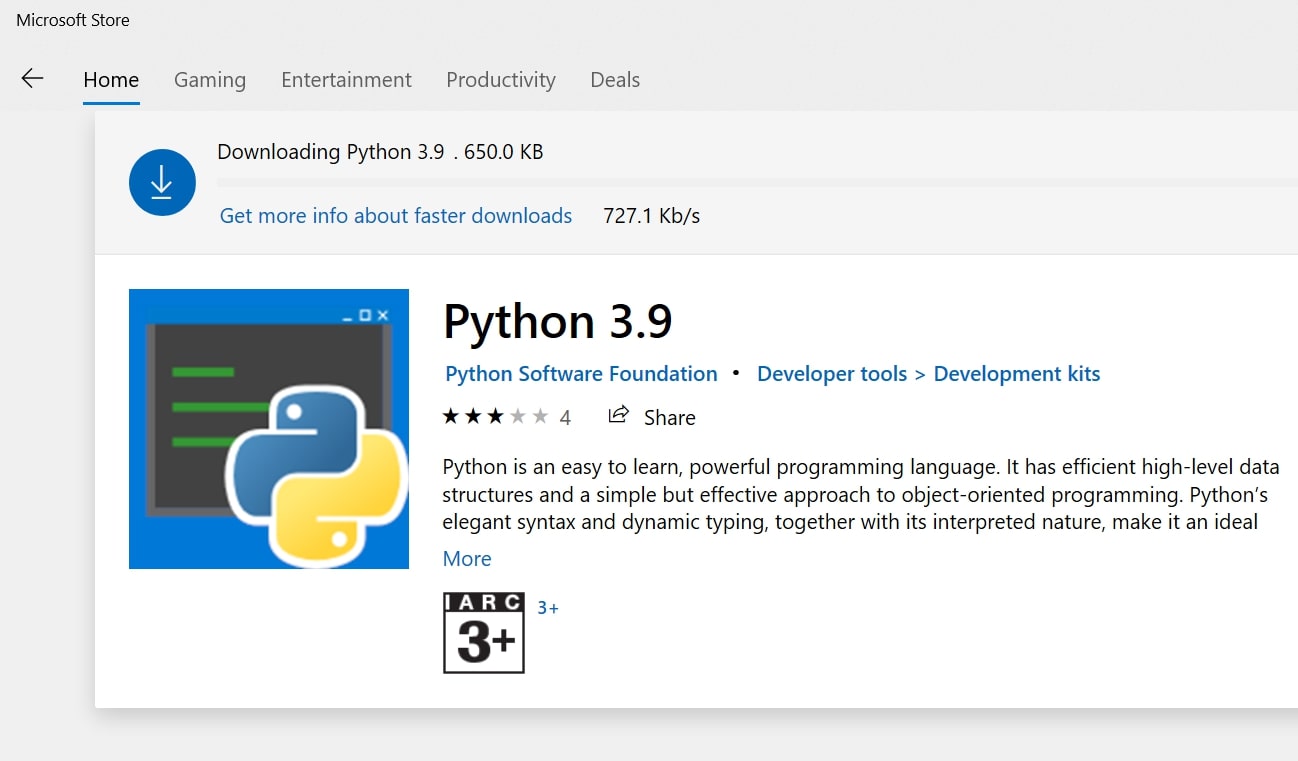 Microsoft Store
Home Gaming Entertainment Productivity Deals
Downloading Python 3.9 . 650.0 KB
Get more info about faster downloads 727.1 Kb/s
Python 3.9
Python Software Foundation • Developer tools > Development kits
4 Share
Python is an easy to learn, powerful programming language. It has efficient high-level data
structures and a simple but effective approach to object-oriented programming. Python’s
elegant syntax and dynamic typing, together with its interpreted nature, make it an ideal
More
IARC
3+
3+